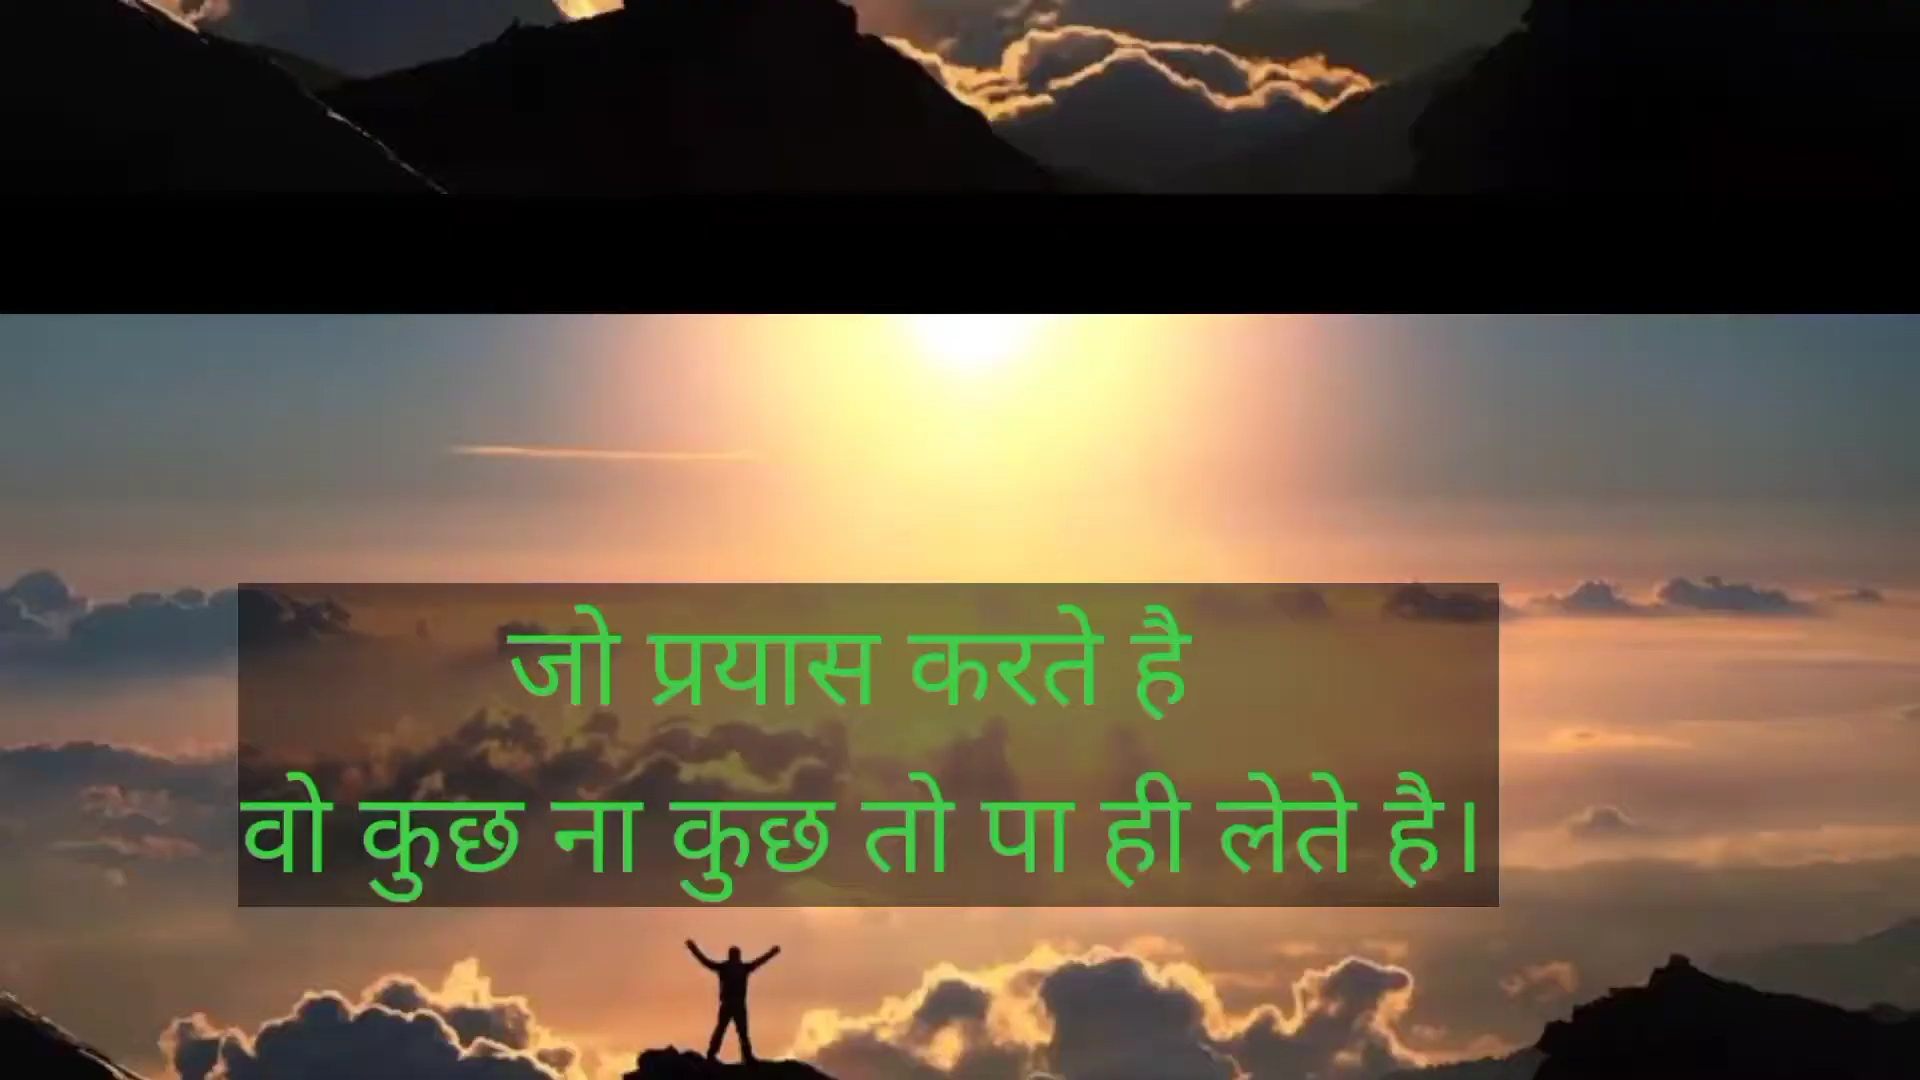 जो प्रयास करते है
वो कुछ ना कुछ तो पा ही लेते है।